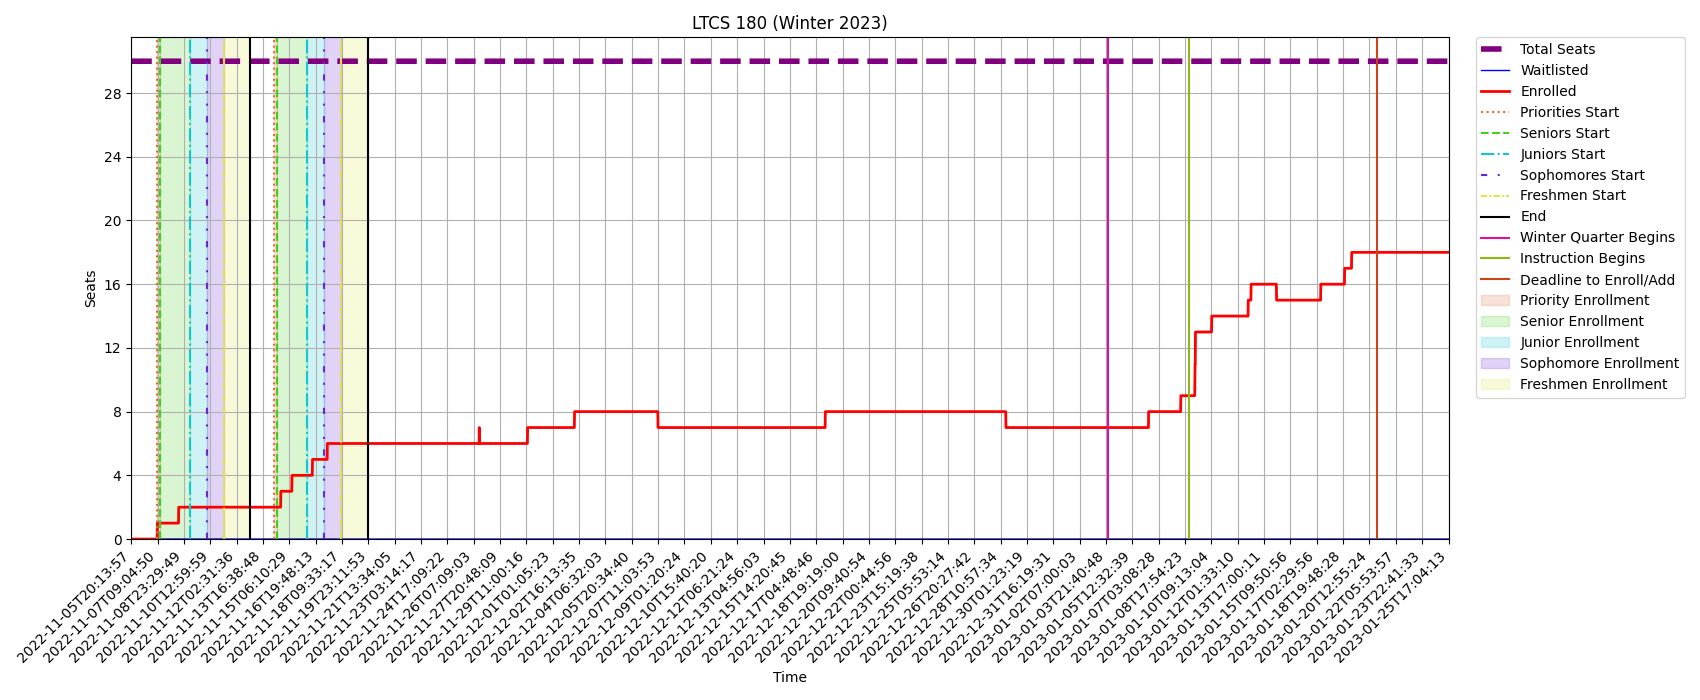 LTCS 180 (Winter 2023)
Seats
28
24
20
16
12
8
4
0
2022-11-05T20:13:57
2022-11-07T09:04:50
2022-11-08T23:29:49
2022-11-10T12:59:59
2022-11-12T02:31:36
2022-11-13T16:38:48
2022-11-15T06:10:29
2022-11-16T19:48:13
2022-11-18T09:33:17
2022-11-19T23:11:53
2022-11-21T13:34:05
2022-11-23T03:14:17
2022-11-24T17:09:22
2022-11-26T07:09:03
2022-11-27T20:48:09
2022-11-29T11:00:16
2022-12-01T01:05:23
2022-12-02T16:13:35
2022-12-04T06:32:03
2022-12-05T20:34:40
2022-12-07T11:03:53
2022-12-09T01:20:24
2022-12-10T15:40:20
2022-12-12T06:21:24
2022-12-13T04:56:03
2022-12-15T14:20:45
2022-12-17T04:48:46
2022-12-18T19:19:00
2022-12-20T09:40:54
2022-12-22T00:44:56
2022-12-23T15:19:38
2022-12-25T05:53:14
2022-12-26T20:27:42
2022-12-28T10:57:34
2022-12-30T01:23:19
2022-12-31T16:19:31
2023-01-02T07:00:03
2023-01-03T21:40:48
2023-01-05T12:32:39
2023-01-07T03:08:28
2023-01-08T17:54:23
2023-01-10T09:13:04
2023-01-12T01:33:10
2023-01-13T17:00:11
2023-01-15T09:50:56
2023-01-17T02:29:56
2023-01-18T19:48:28
2023-01-20T12:55:24
2023-01-22T05:53:57
2023-01-23T22:41:33
2023-01-25T17:04:13
Time
Total Seats
Waitlisted
Enrolled
Priorities Start
Seniors Start
Juniors Start
Sophomores Start
Freshmen Start
End
Winter Quarter Begins
Instruction Begins
Deadline to Enroll/Add
Priority Enrollment
Senior Enrollment
Junior Enrollment
Sophomore Enrollment
Freshmen Enrollment